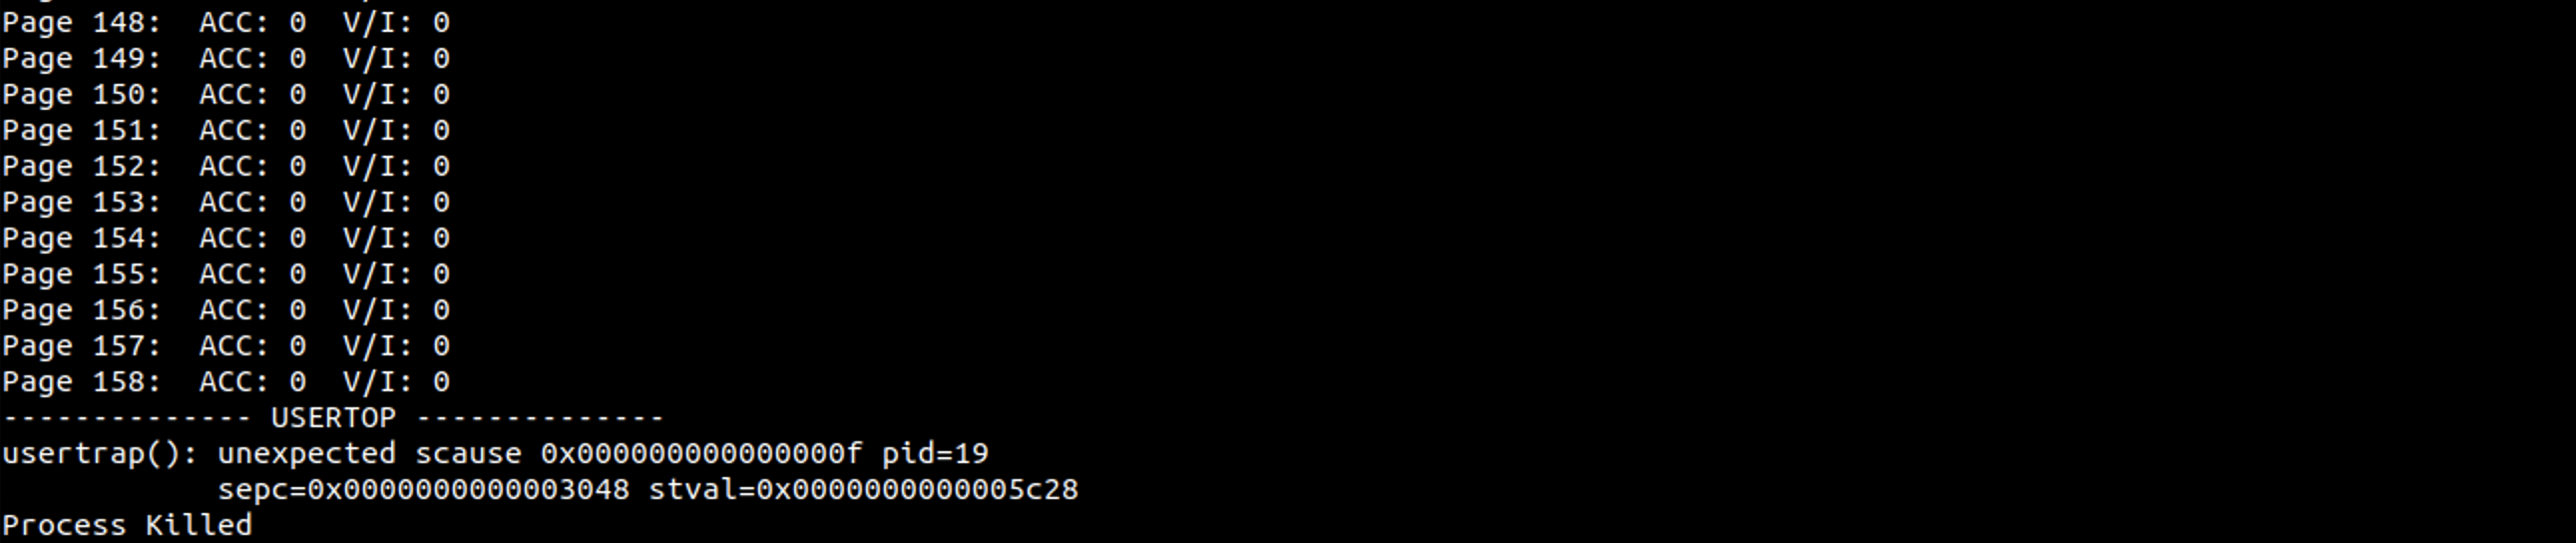 Page 148:  ACC: 0  V/I: 0
Page 149:  ACC: 0  V/I: 0
Page 150:  ACC: 0  V/I: 0
Page 151:  ACC: 0  V/I: 0
Page 152:  ACC: 0  V/I: 0
Page 153:  ACC: 0  V/I: 0
Page 154:  ACC: 0  V/I: 0
Page 155:  ACC: 0  V/I: 0
Page 156:  ACC: 0  V/I: 0
Page 157:  ACC: 0  V/I: 0
Page 158:  ACC: 0  V/I: 0
-------------- USERTOP --------------
usertrap(): unexpected scause 0x000000000000000f pid=19
            sepc=0x0000000000003048 stval=0x0000000000005c28
Process Killed